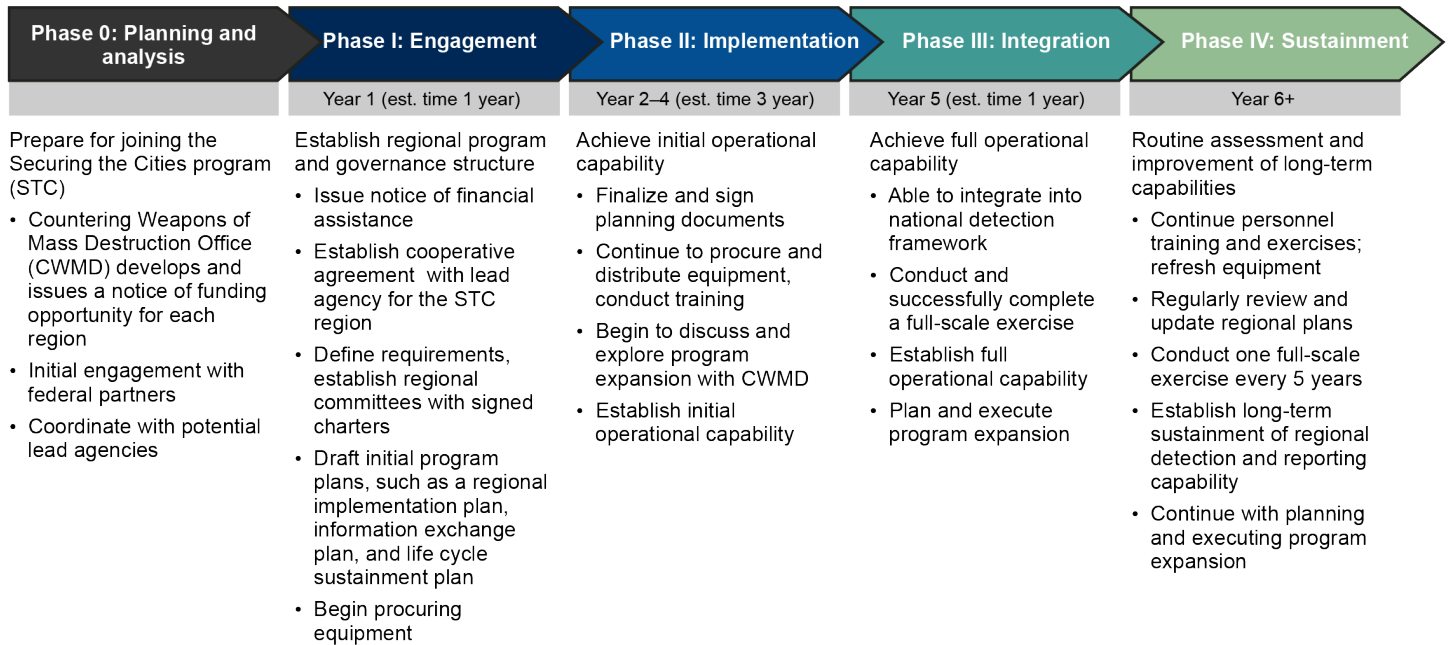 Phase 0: Planning and
analysis
Prepare for joining the
Securing the Cities program
(STC)
• Countering Weapons of
Mass Destruction Office
(CWMD) develops and
issues a notice of funding
opportunity for each
region
• Initial engagement with
federal partners
• Coordinate with potential
lead agencies
Phase I: Engagement
Year 1 (est. time 1 year)
Establish regional program
and governance structure
• Issue notice of financial
assistance
• Establish cooperative
agreement with lead
agency for the STC
region
• Define requirements,
establish regional
committees with signed
charters
• Draft initial program
plans, such as a regional
implementation plan,
information exchange
plan, and life cycle
sustainment plan
• Begin procuring
equipment
Phase II: Implementation
Year 2–4 (est. time 3 year)
Achieve initial operational
capability
• Finalize and sign
planning documents
• Continue to procure and
distribute equipment,
conduct training
• Begin to discuss and
explore program
expansion with CWMD
• Establish initial
operational capability
Phase III: Integration
Year 5 (est. time 1 year)
Achieve full operational
capability
• Able to integrate into
national detection
framework
• Conduct and
successfully complete
a full-scale exercise
• Establish full
operational capability
• Plan and execute
program expansion
Phase IV: Sustainment
Year 6+
Routine assessment and
improvement of long-term
capabilities
• Continue personnel
training and exercises;
refresh equipment
• Regularly review and
update regional plans
• Conduct one full-scale
exercise every 5 years
• Establish long-term
sustainment of regional
detection and reporting
capability
• Continue with planning
and executing program
expansion